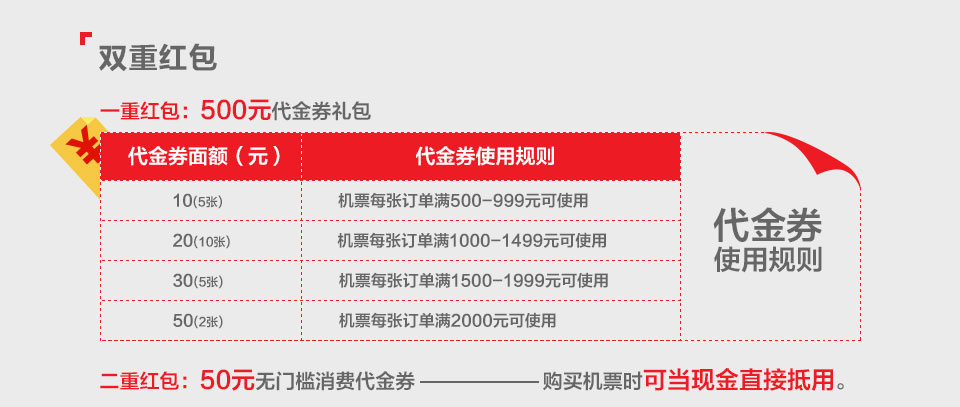 双重红包
一重红包：500元代金券礼包
¥
代金券面额（元） 代金券使用规则
10(5张) 机票每张订单满500-999元可使用
20(10张) 机票每张订单满1000-1499元可使用
30(5张) 机票每张订单满1500-1999元可使用
50(2张) 机票每张订单满2000元可使用
代金券
使用规则
二重红包：50元无门槛消费代金券————购买机票时可当现金直接抵用。